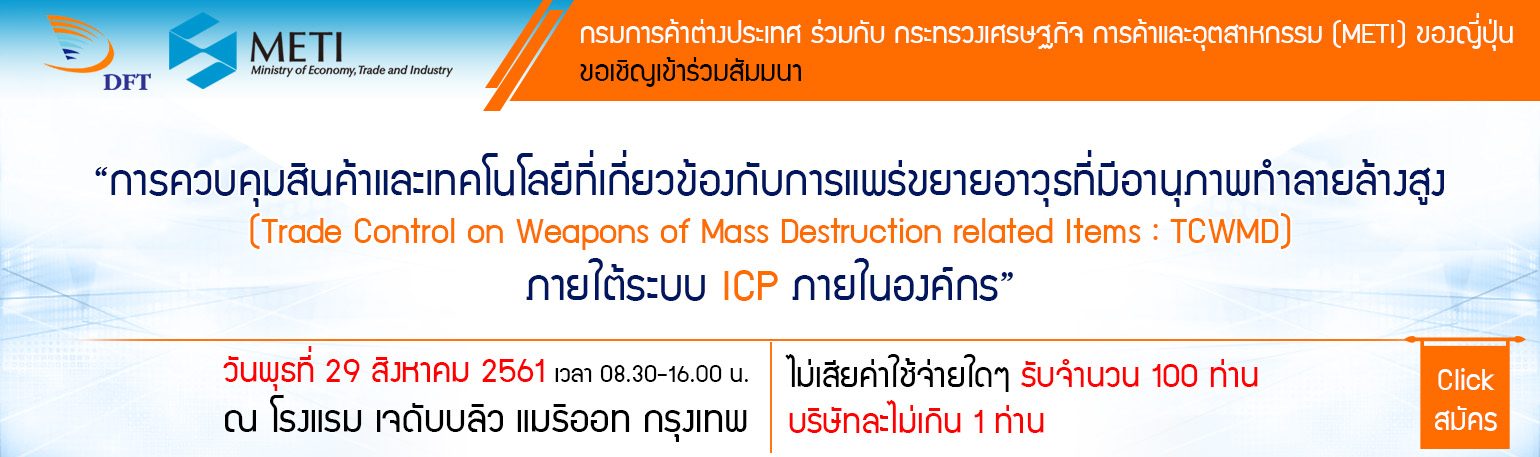 DFT
METI
Ministry of Economy, Trade and Industry
กรมการค้าต่างประเทศ ร่วมกับ กระทรวงเศรษฐกิจ การค้าและอุตสาหกรรม (METI) ของญี่ปุ่น
ขอเชิญเข้าร่วมสัมมนา
“การควบคุมสินค้าและเทคโนโลยีที่เกี่ยวข้องกับการแพร่ขยายอาวุธที่มีอานุภาพทำลายล้างสูง
(Trade Control on Weapons of Mass Destruction related Items : TCWMD)
ภายใต้ระบบ ICP ภายในองค์กร”
วันพุธที่ 29 สิงหาคม 2561 เวลา 08.30-16.00 น.
ณ โรงแรม เจดับบลิว แมริออท กรุงเทพ
ไม่เสียค่าใช้จ่ายใดๆ รับจำนวน 100 ท่าน
บริษัทละไม่เกิน 1 ท่าน
Click
สมัคร